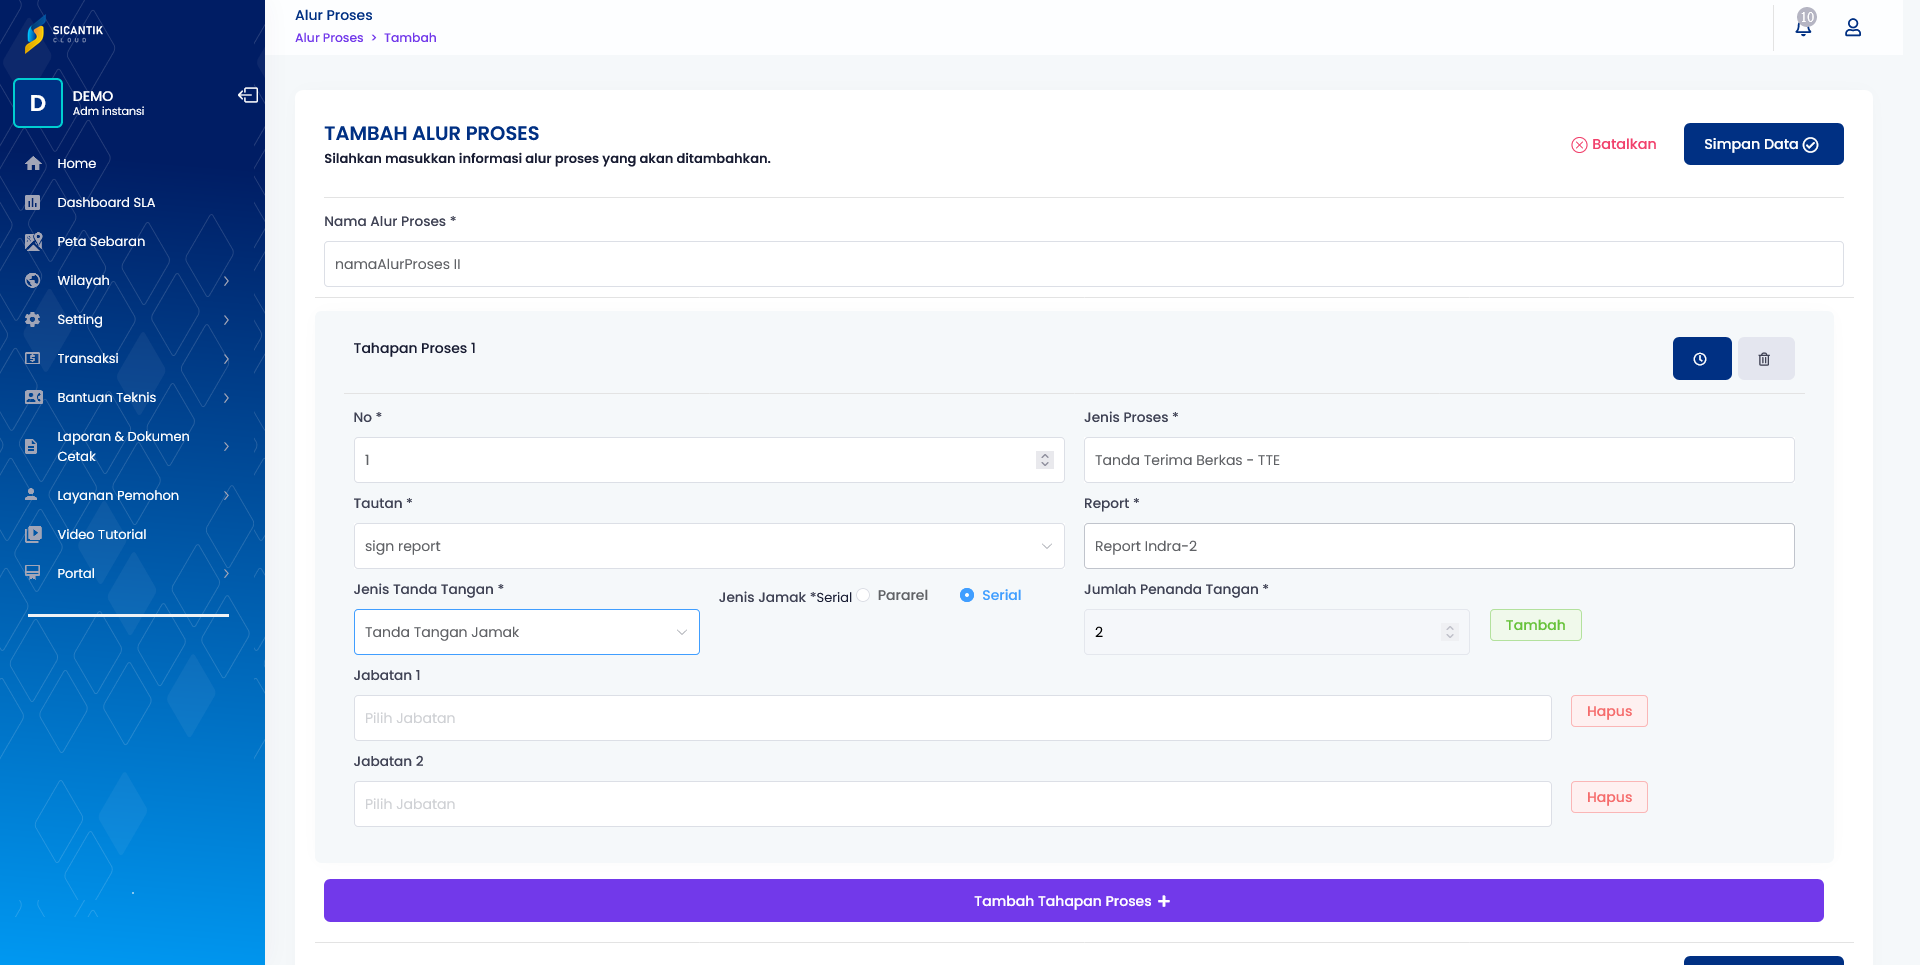 SICANTIK
CLOUD
D
DEMO
Adm instansi
Home
Dashboard SLA
Peta Sebaran
Wilayah
Setting
Transaksi
Bantuan Teknis
Laporan & Dokumen
Cetak
Layanan Pemohon
Video Tutorial
Portal
Alur Proses
Alur Proses > Tambah
10
TAMBAH ALUR PROSES
Silahkan masukkan informasi alur proses yang akan ditambahkan.
Batalkan
Simpan Data
Nama Alur Proses *
namaAlurProses II
Tahapan Proses 1
No *
1
Jenis Proses *
Tanda Terima Berkas - TTE
Tautan *
sign report
Report *
Report Indra-2
Jenis Tanda Tangan *
Tanda Tangan Jamak
Jenis Jamak *Serial Pararel Serial
Jumlah Penanda Tangan *
2
Tambah
Jabatan 1
Pilih Jabatan
Hapus
Jabatan 2
Pilih Jabatan
Hapus
Tambah Tahapan Proses +